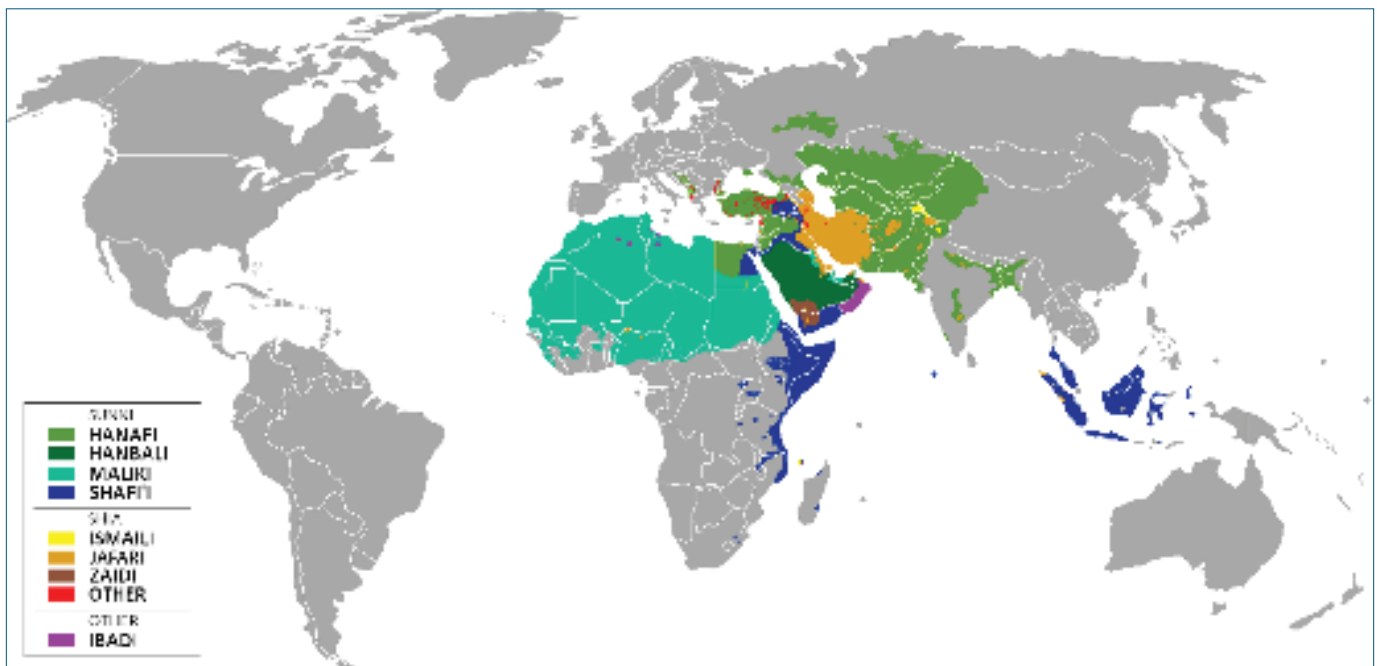 SUNNI
HANAFI
HANBALI
MALIKI
SHAFI'I
SHIA
ISMAILI
JAFARI
ZAIDI
OTHER
OTHER
IBADI